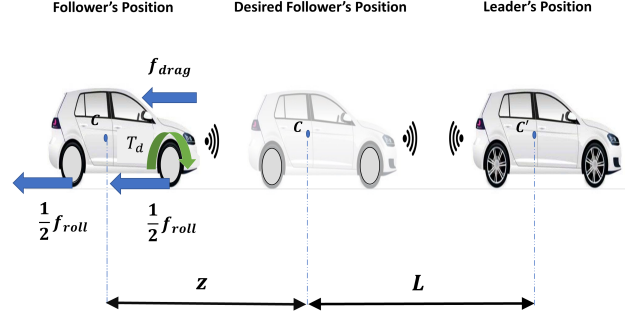 Follower's Position
Desired Follower's Position
Leader's Position
f_drag
C
T_d
C
C'
1/2 f_roll
1/2 f_roll
z
L